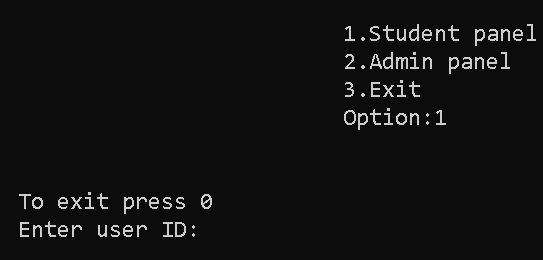 1.Student panel
2.Admin panel
3.Exit
Option:1
To exit press 0
Enter user ID: